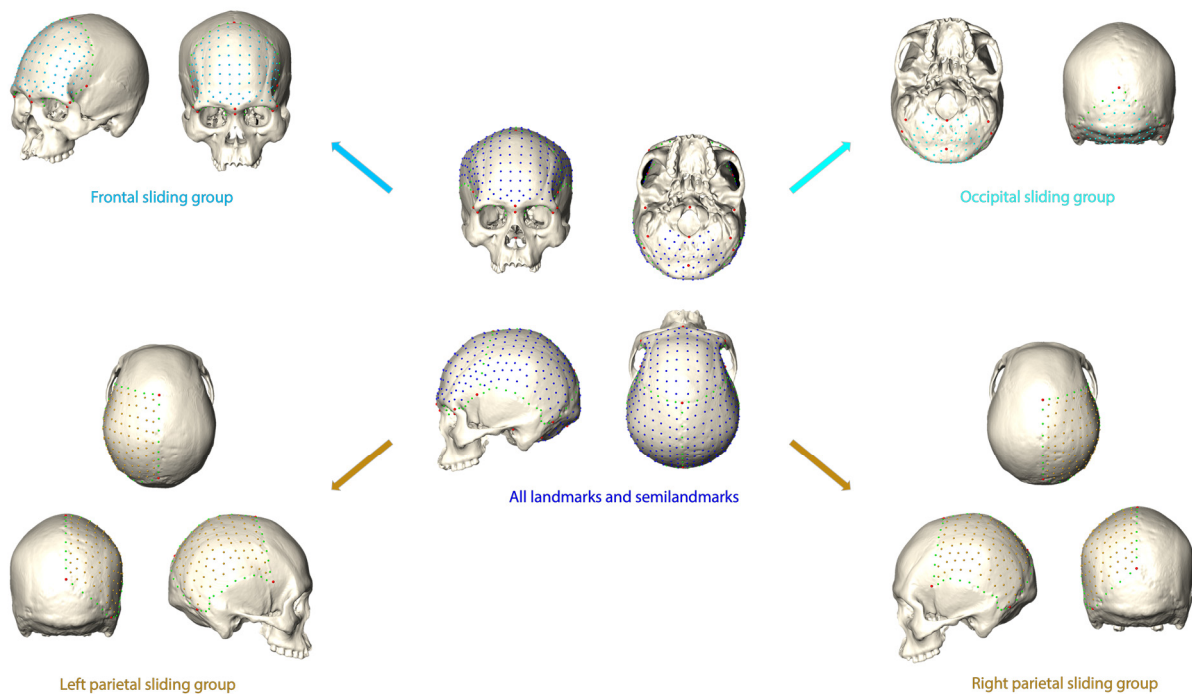 Frontal sliding group
Occipital sliding group
All landmarks and semilandmarks
Left parietal sliding group
Right parietal sliding group